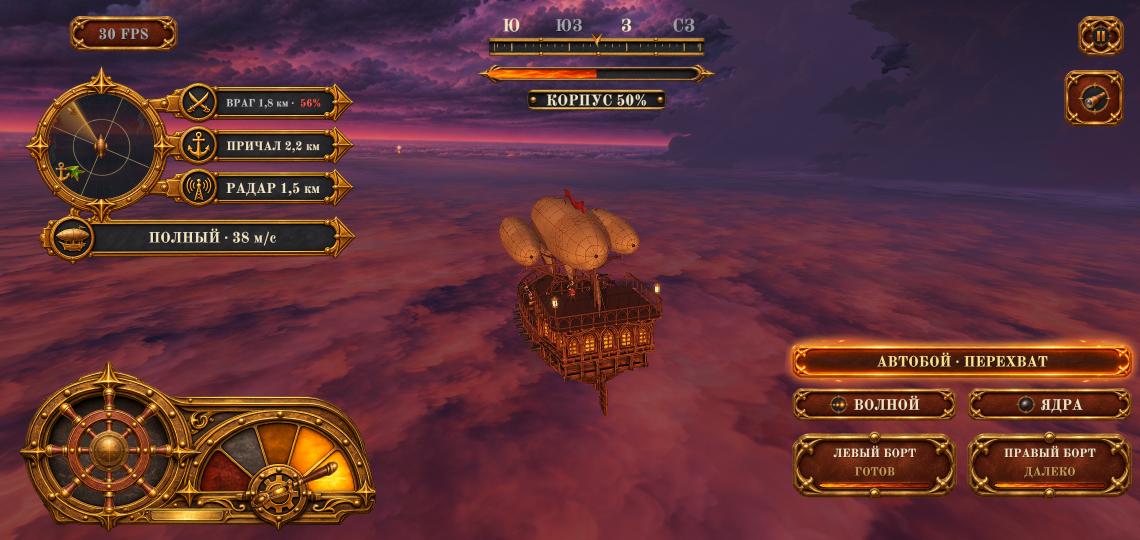 30 FPS
Ю ЮЗ З СЗ
КОРПУС 50%
ВРАГ 1,8 км · 56%
ПРИЧАЛ 2,2 км
РАДАР 1,5 км
ПОЛНЫЙ · 38 м/с
АВТОБОЙ · ПЕРЕХВАТ
ВОЛНОЙ
ЯДРА
ЛЕВЫЙ БОРТ
ГОТОВ
ПРАВЫЙ БОРТ
ДАЛЕКО